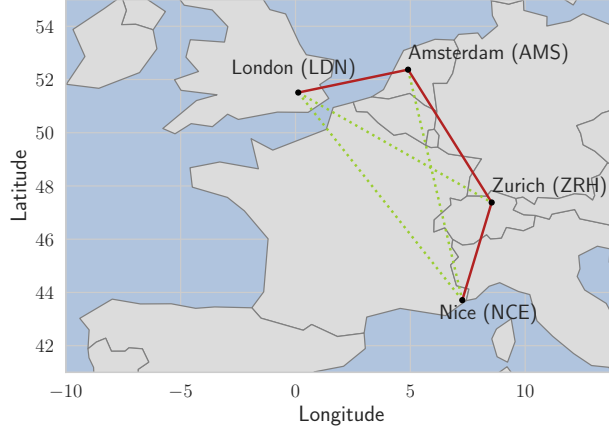 54
Amsterdam (AMS)
London (LDN)
52
50
Latitude
48
Zurich (ZRH)
46
44
Nice (NCE)
42
−10
−5
0
5
10
Longitude